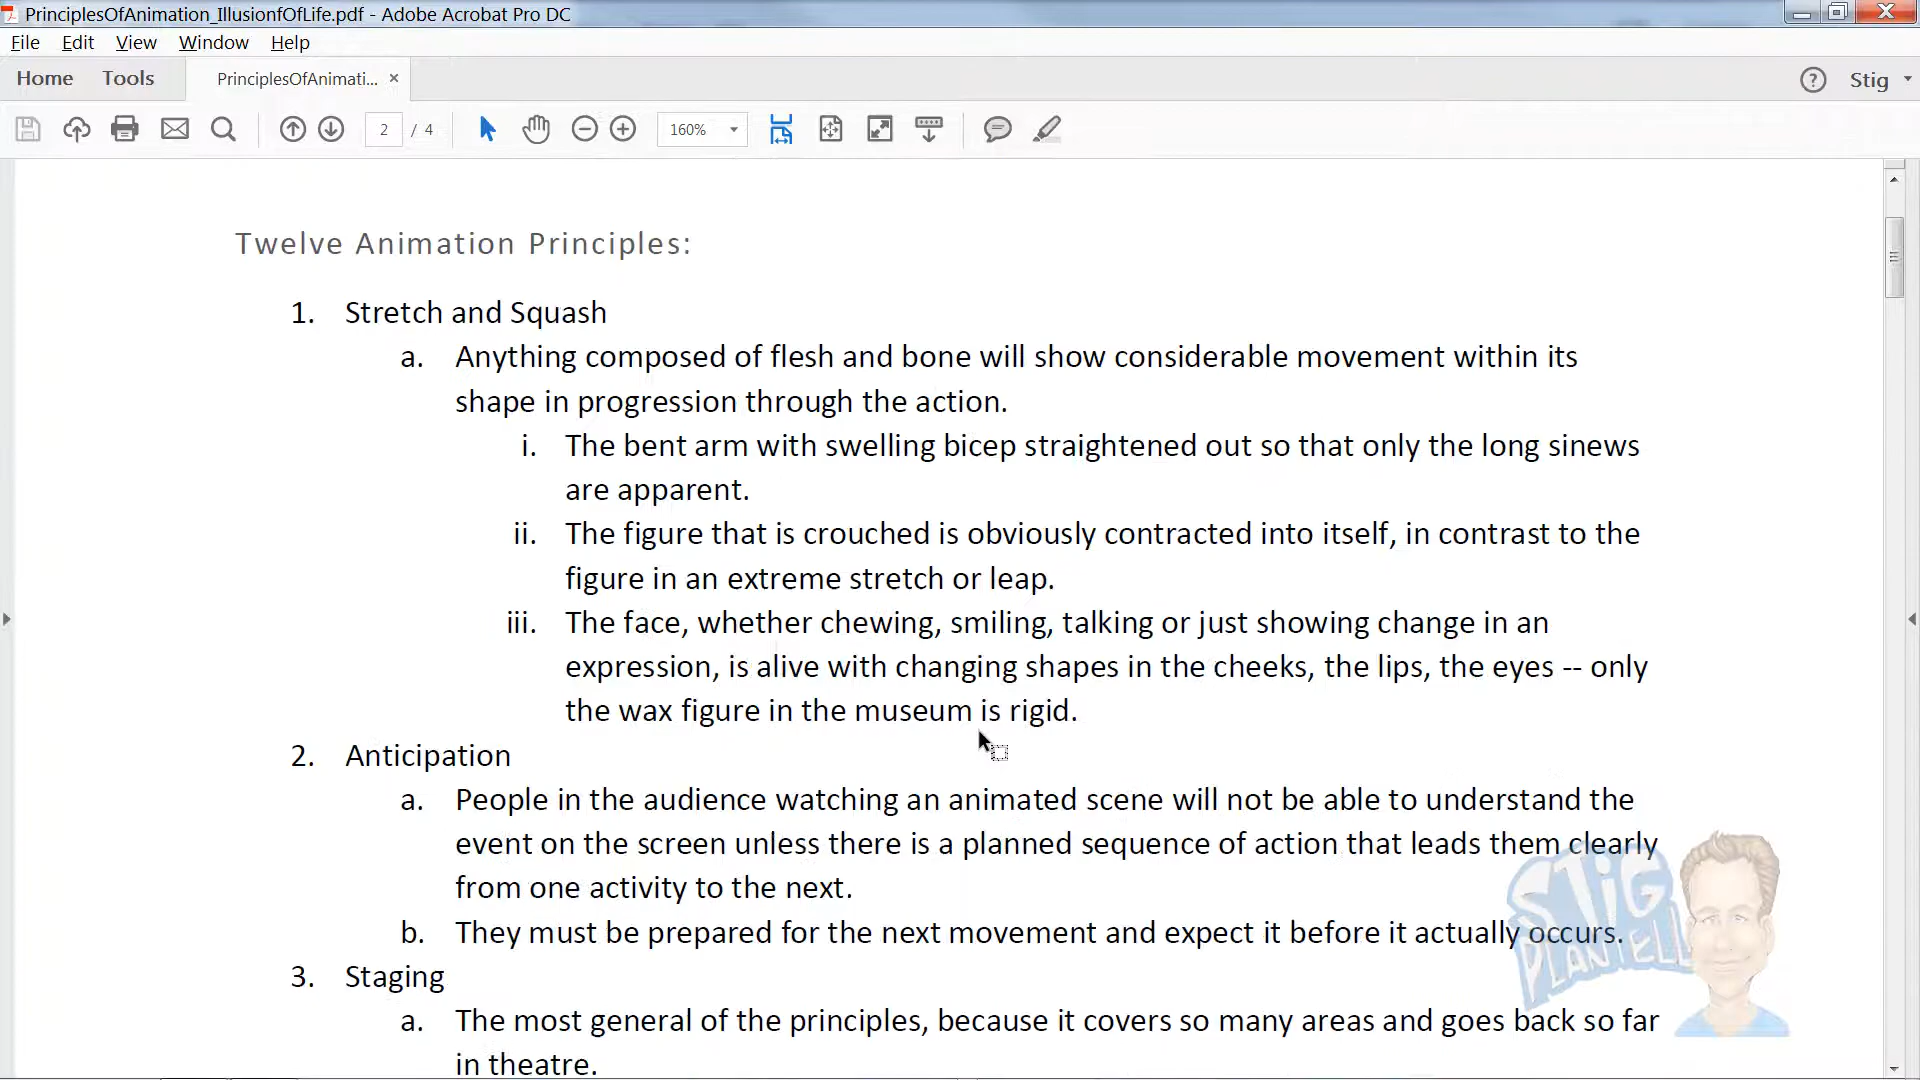 PrinciplesOfAnimation_IllusionfOfLife.pdf - Adobe Acrobat Pro DC
File Edit View Window Help
Home Tools PrinciplesOfAnimati... × Stig
2 / 4 160%
Twelve Animation Principles:
1. Stretch and Squash
a. Anything composed of flesh and bone will show considerable movement within its
shape in progression through the action.
i. The bent arm with swelling bicep straightened out so that only the long sinews
are apparent.
ii. The figure that is crouched is obviously contracted into itself, in contrast to the
figure in an extreme stretch or leap.
iii. The face, whether chewing, smiling, talking or just showing change in an
expression, is alive with changing shapes in the cheeks, the lips, the eyes -- only
the wax figure in the museum is rigid.
2. Anticipation
a. People in the audience watching an animated scene will not be able to understand the
event on the screen unless there is a planned sequence of action that leads them clearly
from one activity to the next.
b. They must be prepared for the next movement and expect it before it actually occurs.
3. Staging
a. The most general of the principles, because it covers so many areas and goes back so far
in theatre.
STiG
PLANTELL